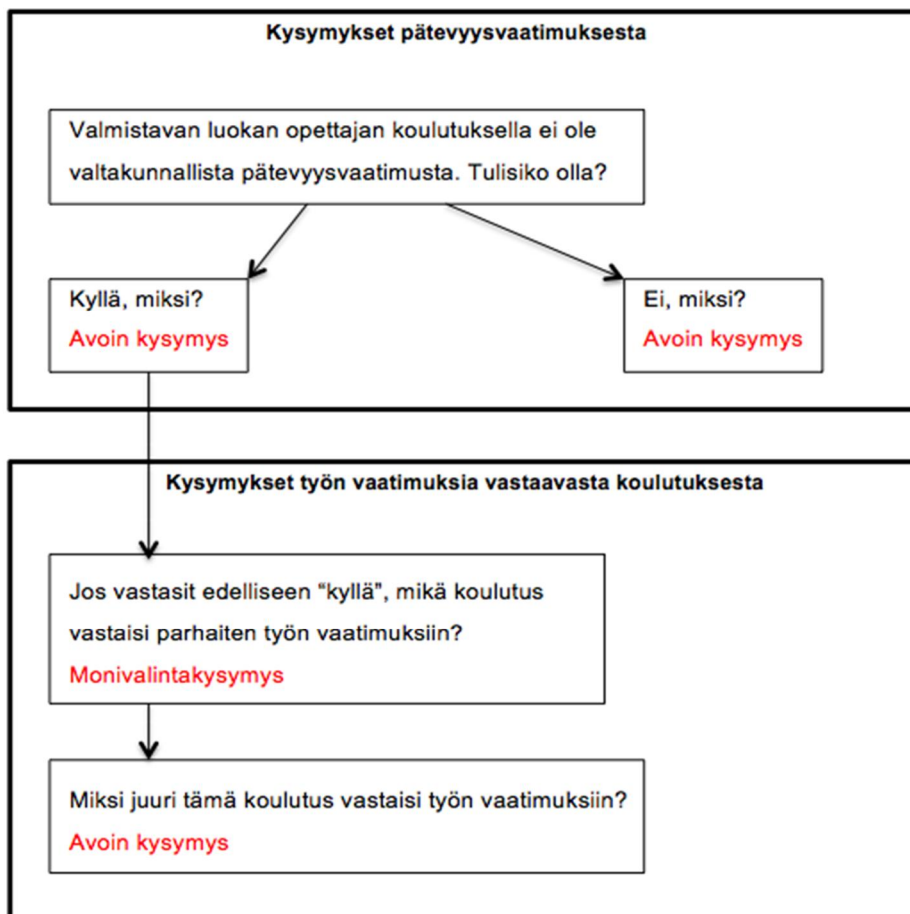 Kysymykset pätevyysvaatimuksesta
Valmistavan luokan opettajan koulutuksella ei ole
valtakunnallista pätevyysvaatimusta. Tulisiko olla?
Kyllä, miksi?
Avoin kysymys
Ei, miksi?
Avoin kysymys
Kysymykset työn vaatimuksia vastaavasta koulutuksesta
Jos vastasit edelliseen “kyllä”, mikä koulutus
vastaisi parhaiten työn vaatimuksiin?
Monivalintakysymys
Miksi juuri tämä koulutus vastaisi työn vaatimuksiin?
Avoin kysymys